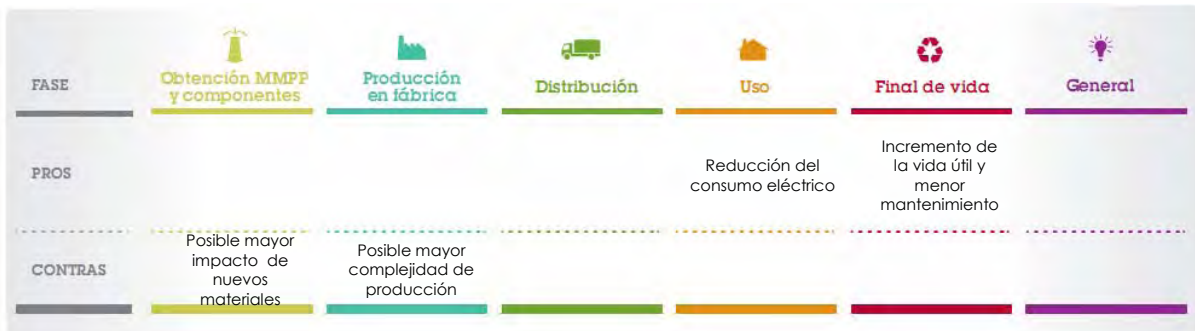 FASE
Obtención MMPP
y componentes
Producción
en fábrica
Distribución
Uso
Final de vida
General
PROS
Reducción del
consumo eléctrico
Incremento de
la vida útil y
menor
mantenimiento
CONTRAS
Posible mayor
impacto de
nuevos
materiales
Posible mayor
complejidad de
producción